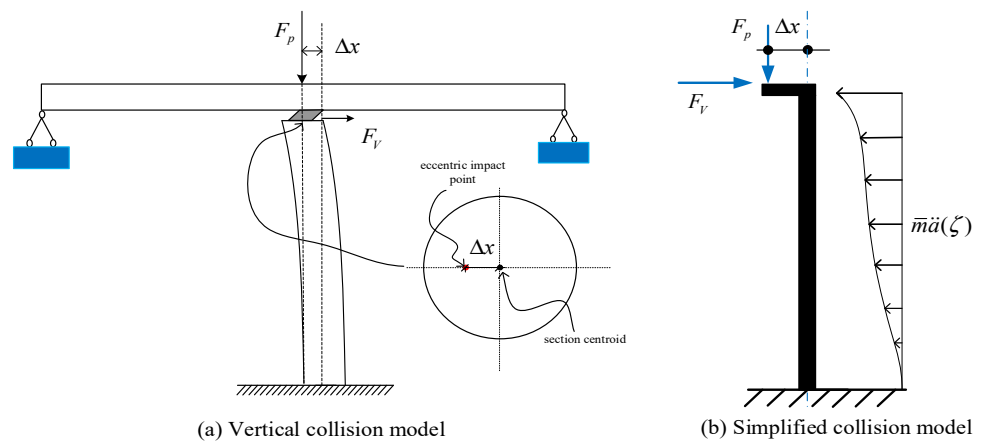 F_p
Δx
F_V
eccentric impact
point
Δx
section centroid
(a) Vertical collision model
F_p
Δx
F_V
m̅ä(ζ)
(b) Simplified collision model